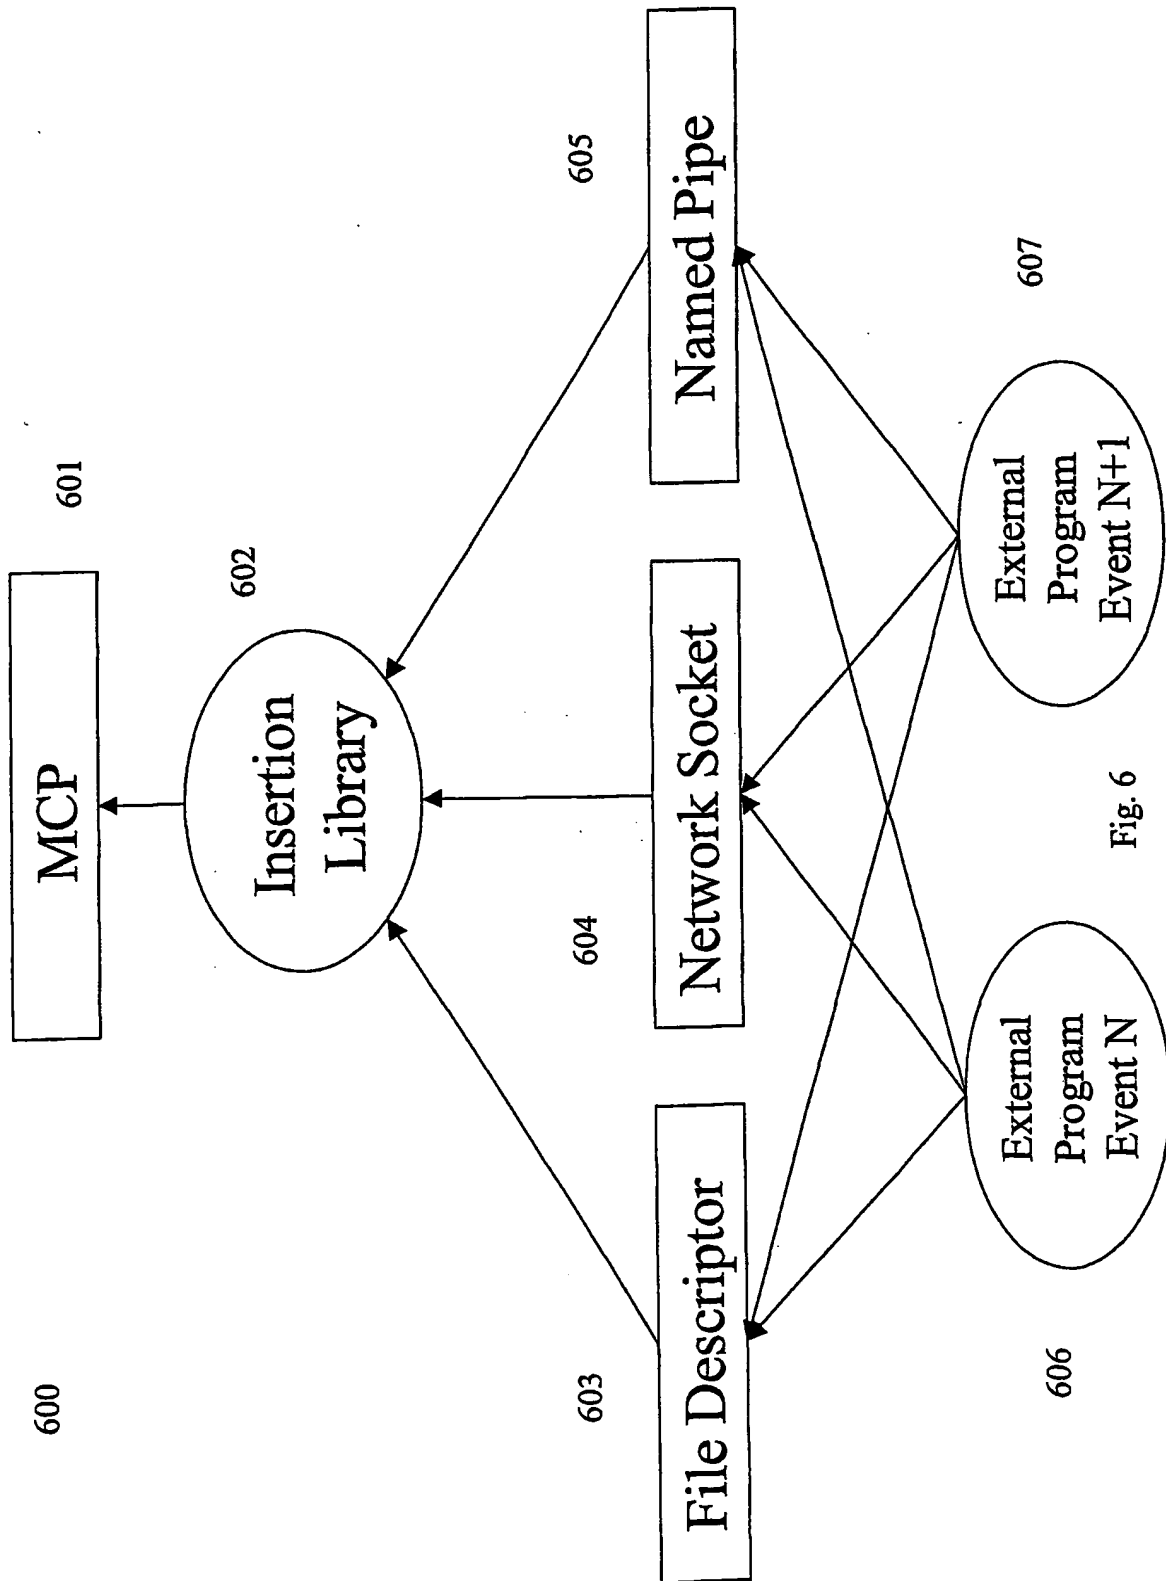 600
MCP
601
Insertion
Library
602
603
File Descriptor
604
Network Socket
605
Named Pipe
606
External
Program
Event N
External
Program
Event N+1
607
Fig. 6